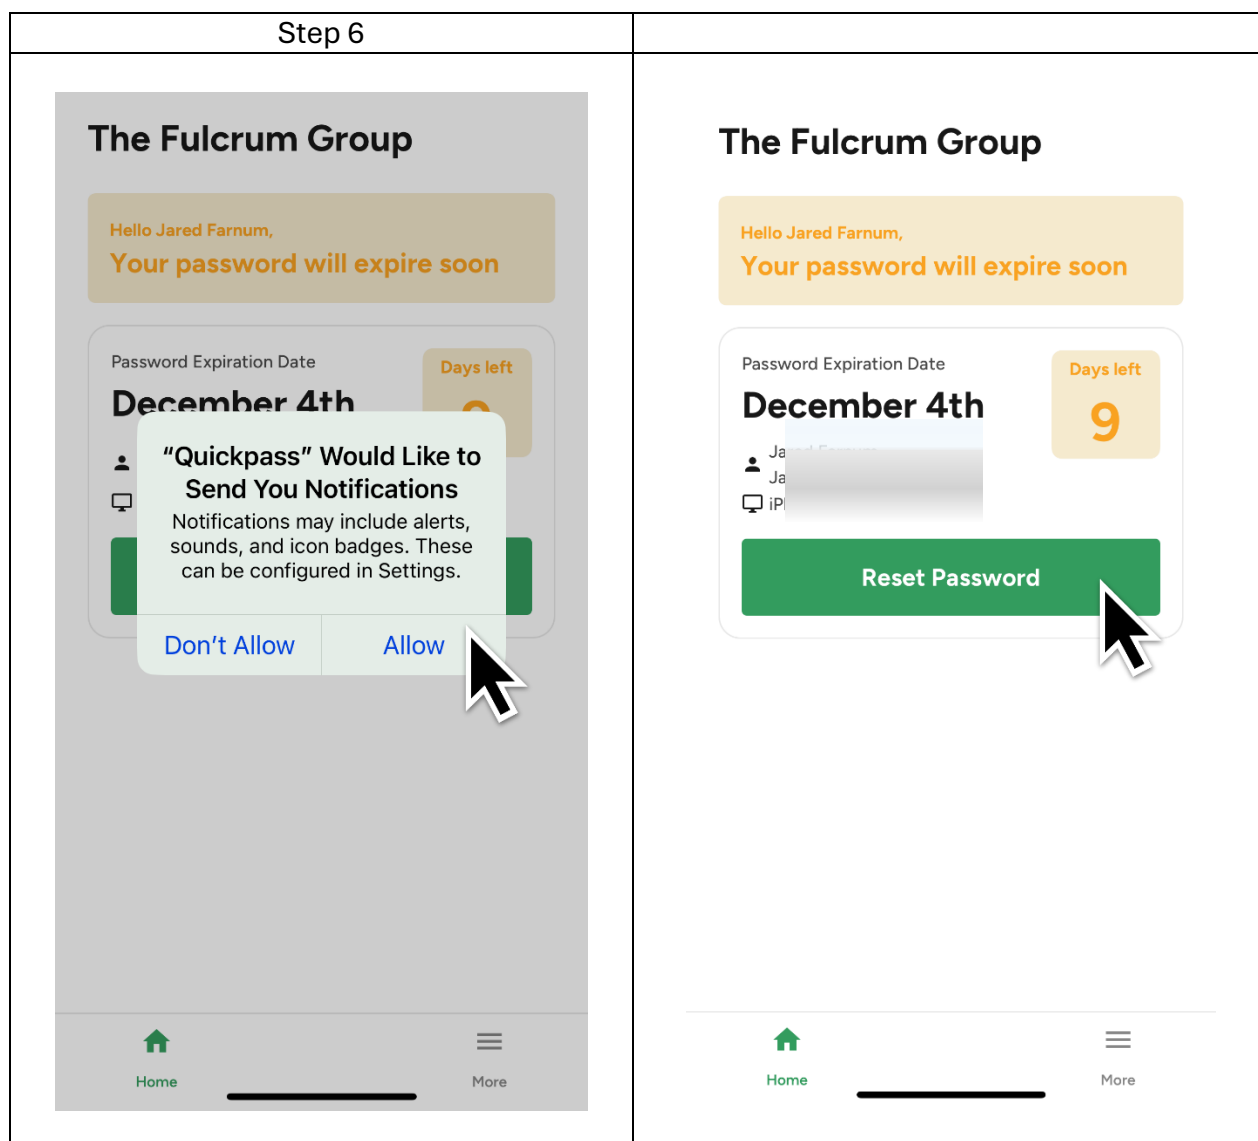 Step 6
The Fulcrum Group
Hello Jared Farnum,
Your password will expire soon
Password Expiration Date
Days left
December 4th
"Quickpass" Would Like to
Send You Notifications
Notifications may include alerts,
sounds, and icon badges. These
can be configured in Settings.
Don't Allow
Allow
Home
More
The Fulcrum Group
Hello Jared Farnum,
Your password will expire soon
Password Expiration Date
Days left
December 4th
9
Reset Password
Home
More